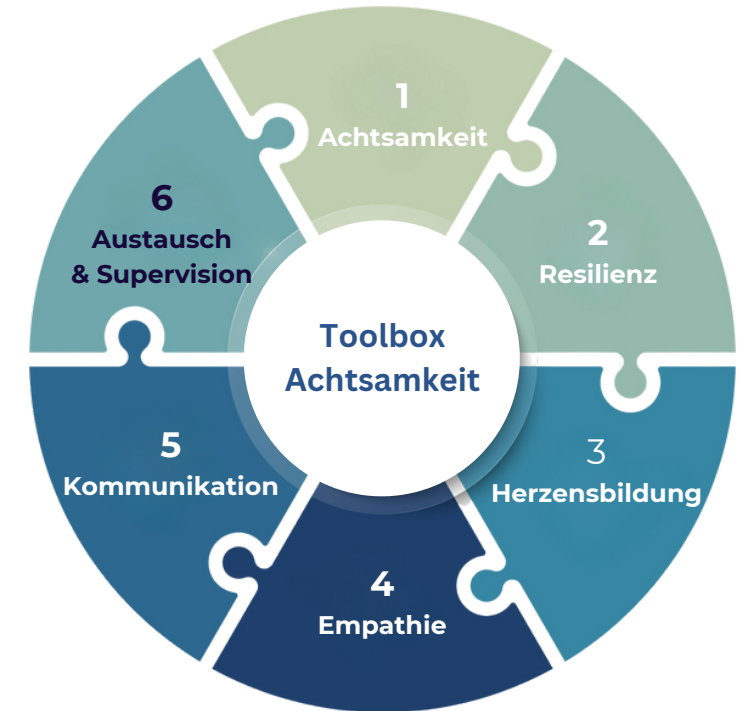 1
Achtsamkeit
2
Resilienz
3
Herzensbildung
4
Empathie
5
Kommunikation
6
Austausch
& Supervision
Toolbox
Achtsamkeit